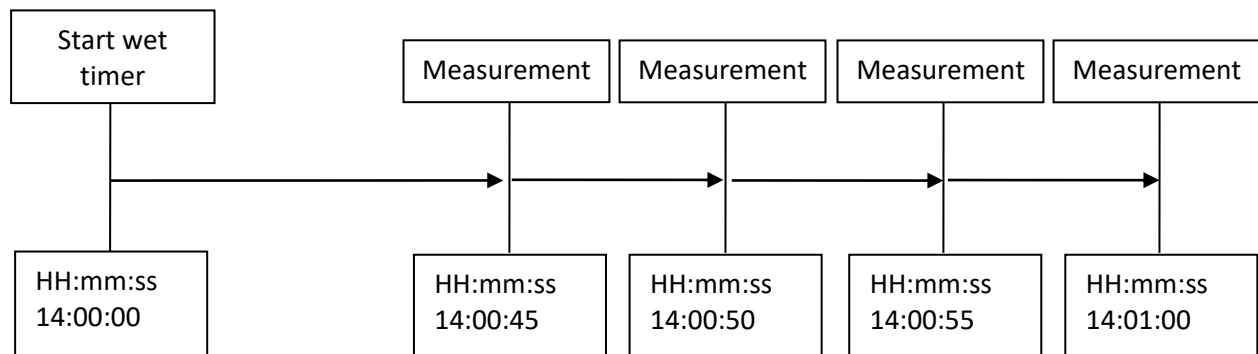 Start wet
timer
Measurement
Measurement
Measurement
Measurement
HH:mm:ss
14:00:00
HH:mm:ss
14:00:45
HH:mm:ss
14:00:50
HH:mm:ss
14:00:55
HH:mm:ss
14:01:00